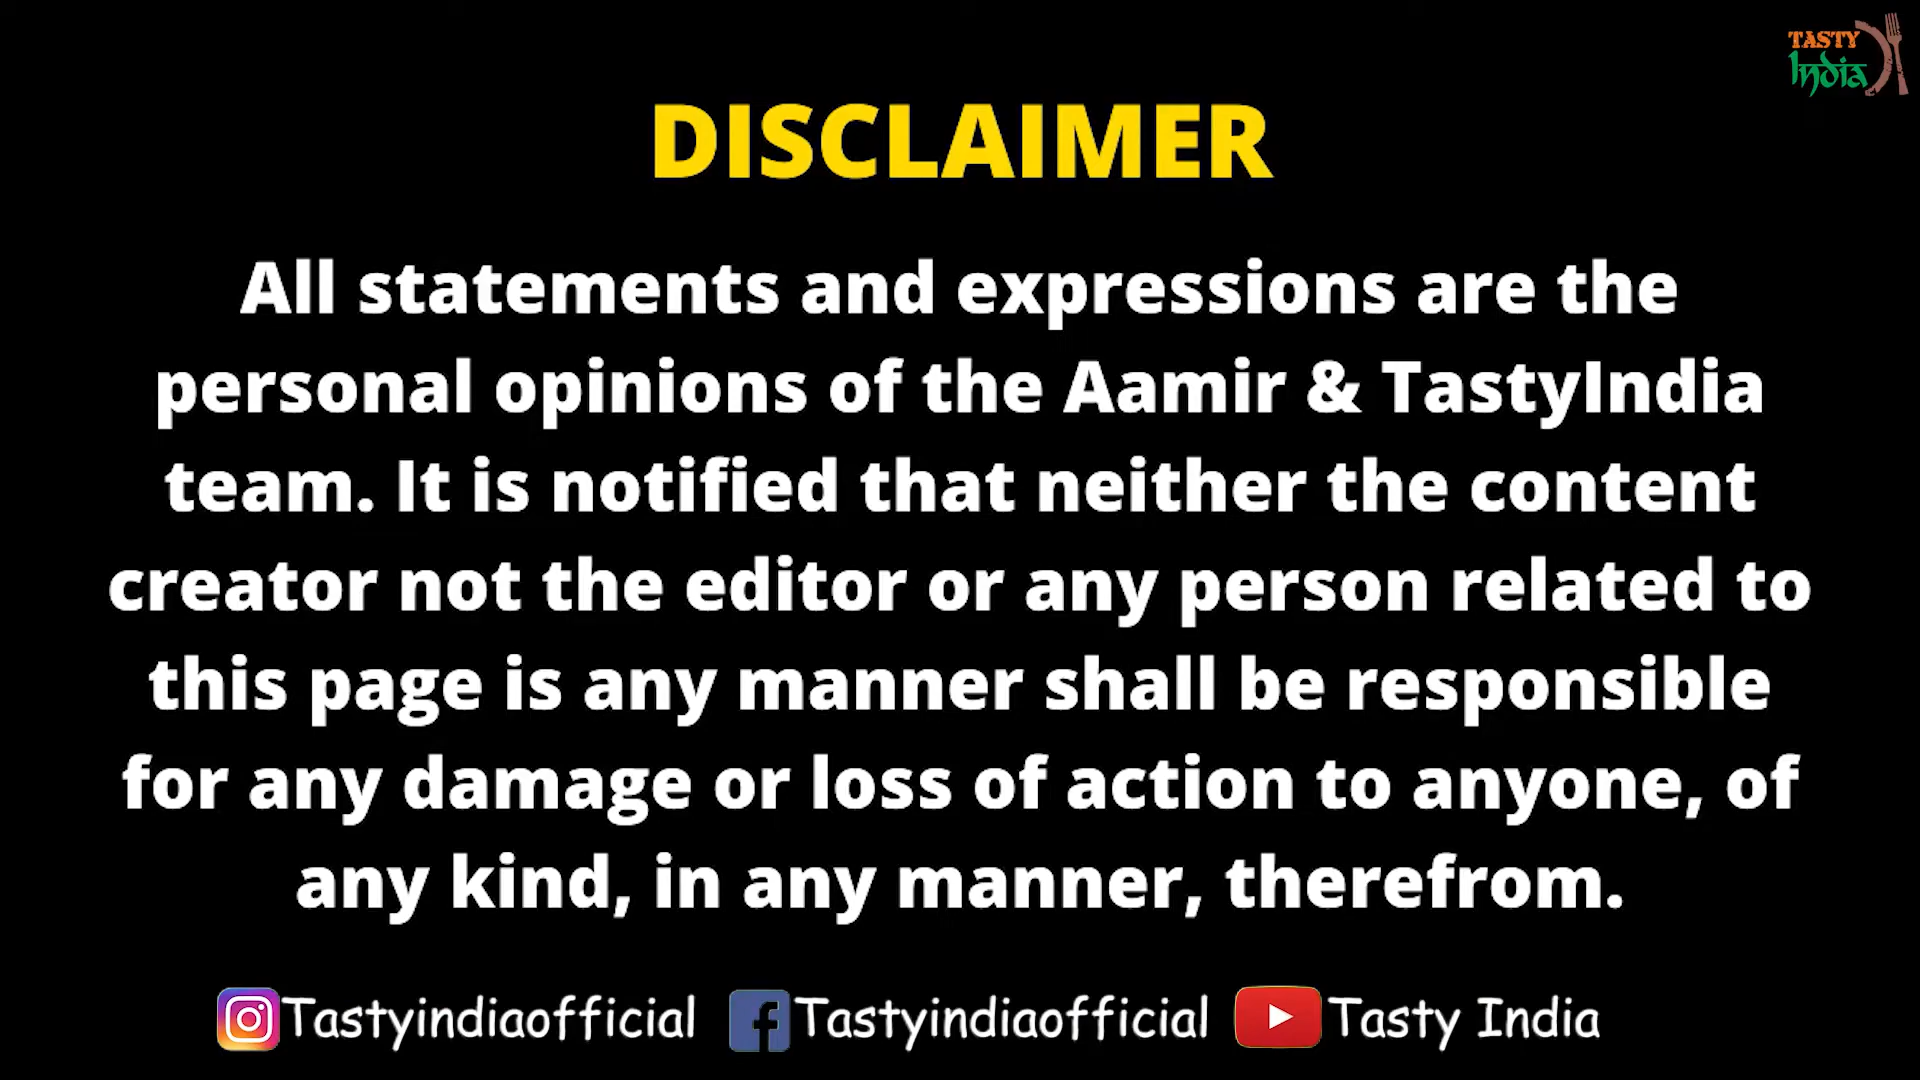 TASTY
India
DISCLAIMER
All statements and expressions are the
personal opinions of the Aamir & TastyIndia
team. It is notified that neither the content
creator not the editor or any person related to
this page is any manner shall be responsible
for any damage or loss of action to anyone, of
any kind, in any manner, therefrom.
Tastyindiaofficial Tastyindiaofficial Tasty India